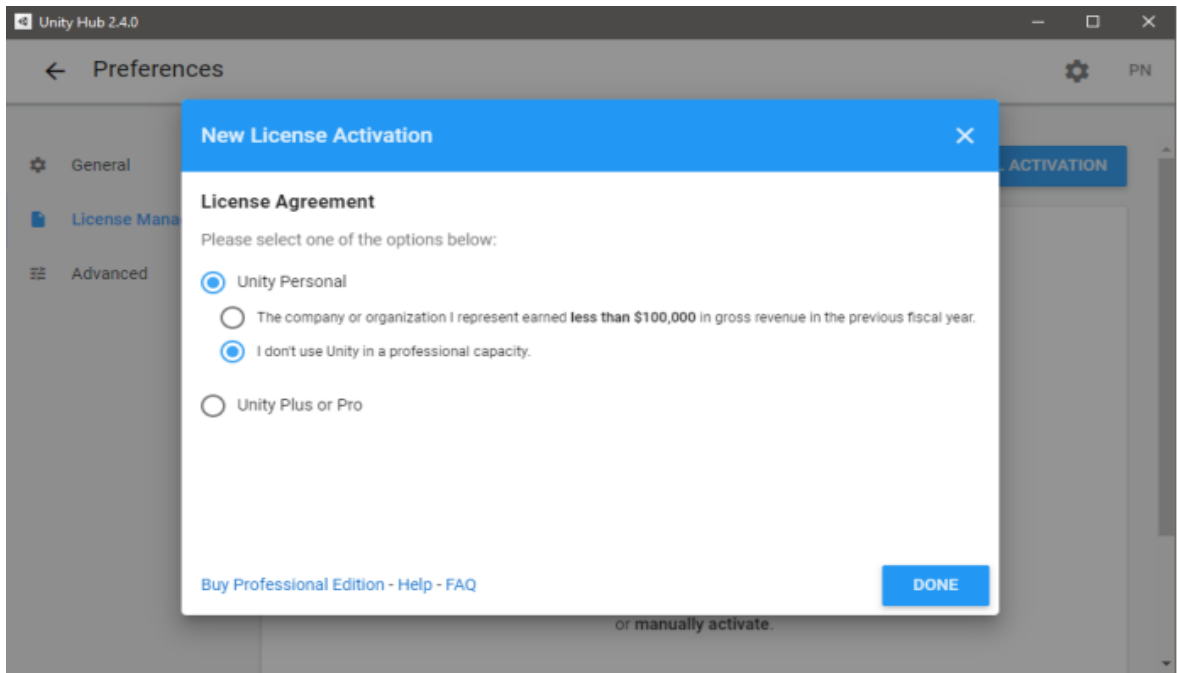 Unity Hub 2.4.0
Preferences
PN
New License Activation
General
ACTIVATION
License Mana
Advanced
License Agreement
Please select one of the options below:
Unity Personal
The company or organization I represent earned less than $100,000 in gross revenue in the previous fiscal year.
I don't use Unity in a professional capacity.
Unity Plus or Pro
Buy Professional Edition - Help - FAQ
DONE
or manually activate.